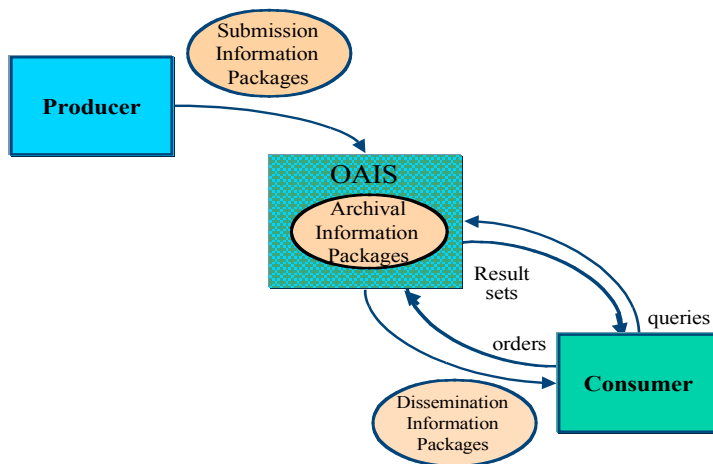 Submission
Information
Packages
Producer
OAIS
Archival
Information
Packages
Result
sets
queries
orders
Consumer
Dissemination
Information
Packages